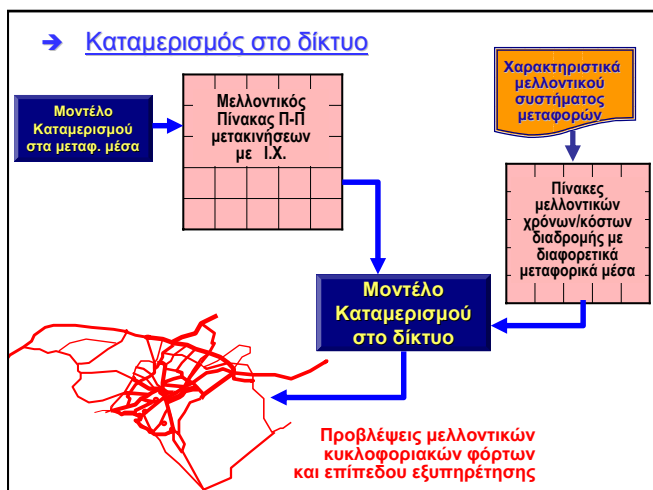 ➔ Καταμερισμός στο δίκτυο
Μοντέλο
Καταμερισμού
στα μεταφ. μέσα
Μελλοντικός
Πίνακας Π-Π
μετακινήσεων
με Ι.Χ.
Χαρακτηριστικά
μελλοντικού
συστήματος
μεταφορών
Πίνακες
μελλοντικών
χρόνων/κόστων
διαδρομής με
διαφορετικά
μεταφορικά μέσα
Μοντέλο
Καταμερισμού
στο δίκτυο
Προβλέψεις μελλοντικών
κυκλοφοριακών φόρτων
και επίπεδου εξυπηρέτησης